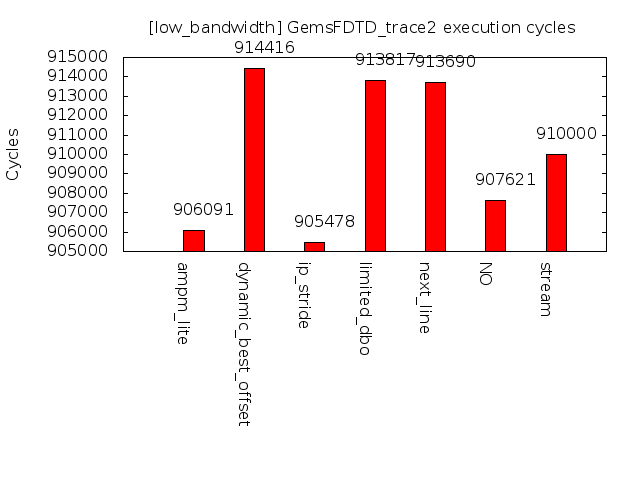 [low_bandwidth] GemsFDTD_trace2 execution cycles
Cycles
915000
914000
913000
912000
911000
910000
909000
908000
907000
906000
905000
906091
914416
905478
913817
913690
907621
910000
ampm_lite
dynamic_best_offset
ip_stride
limited_dbo
next_line
NO
stream